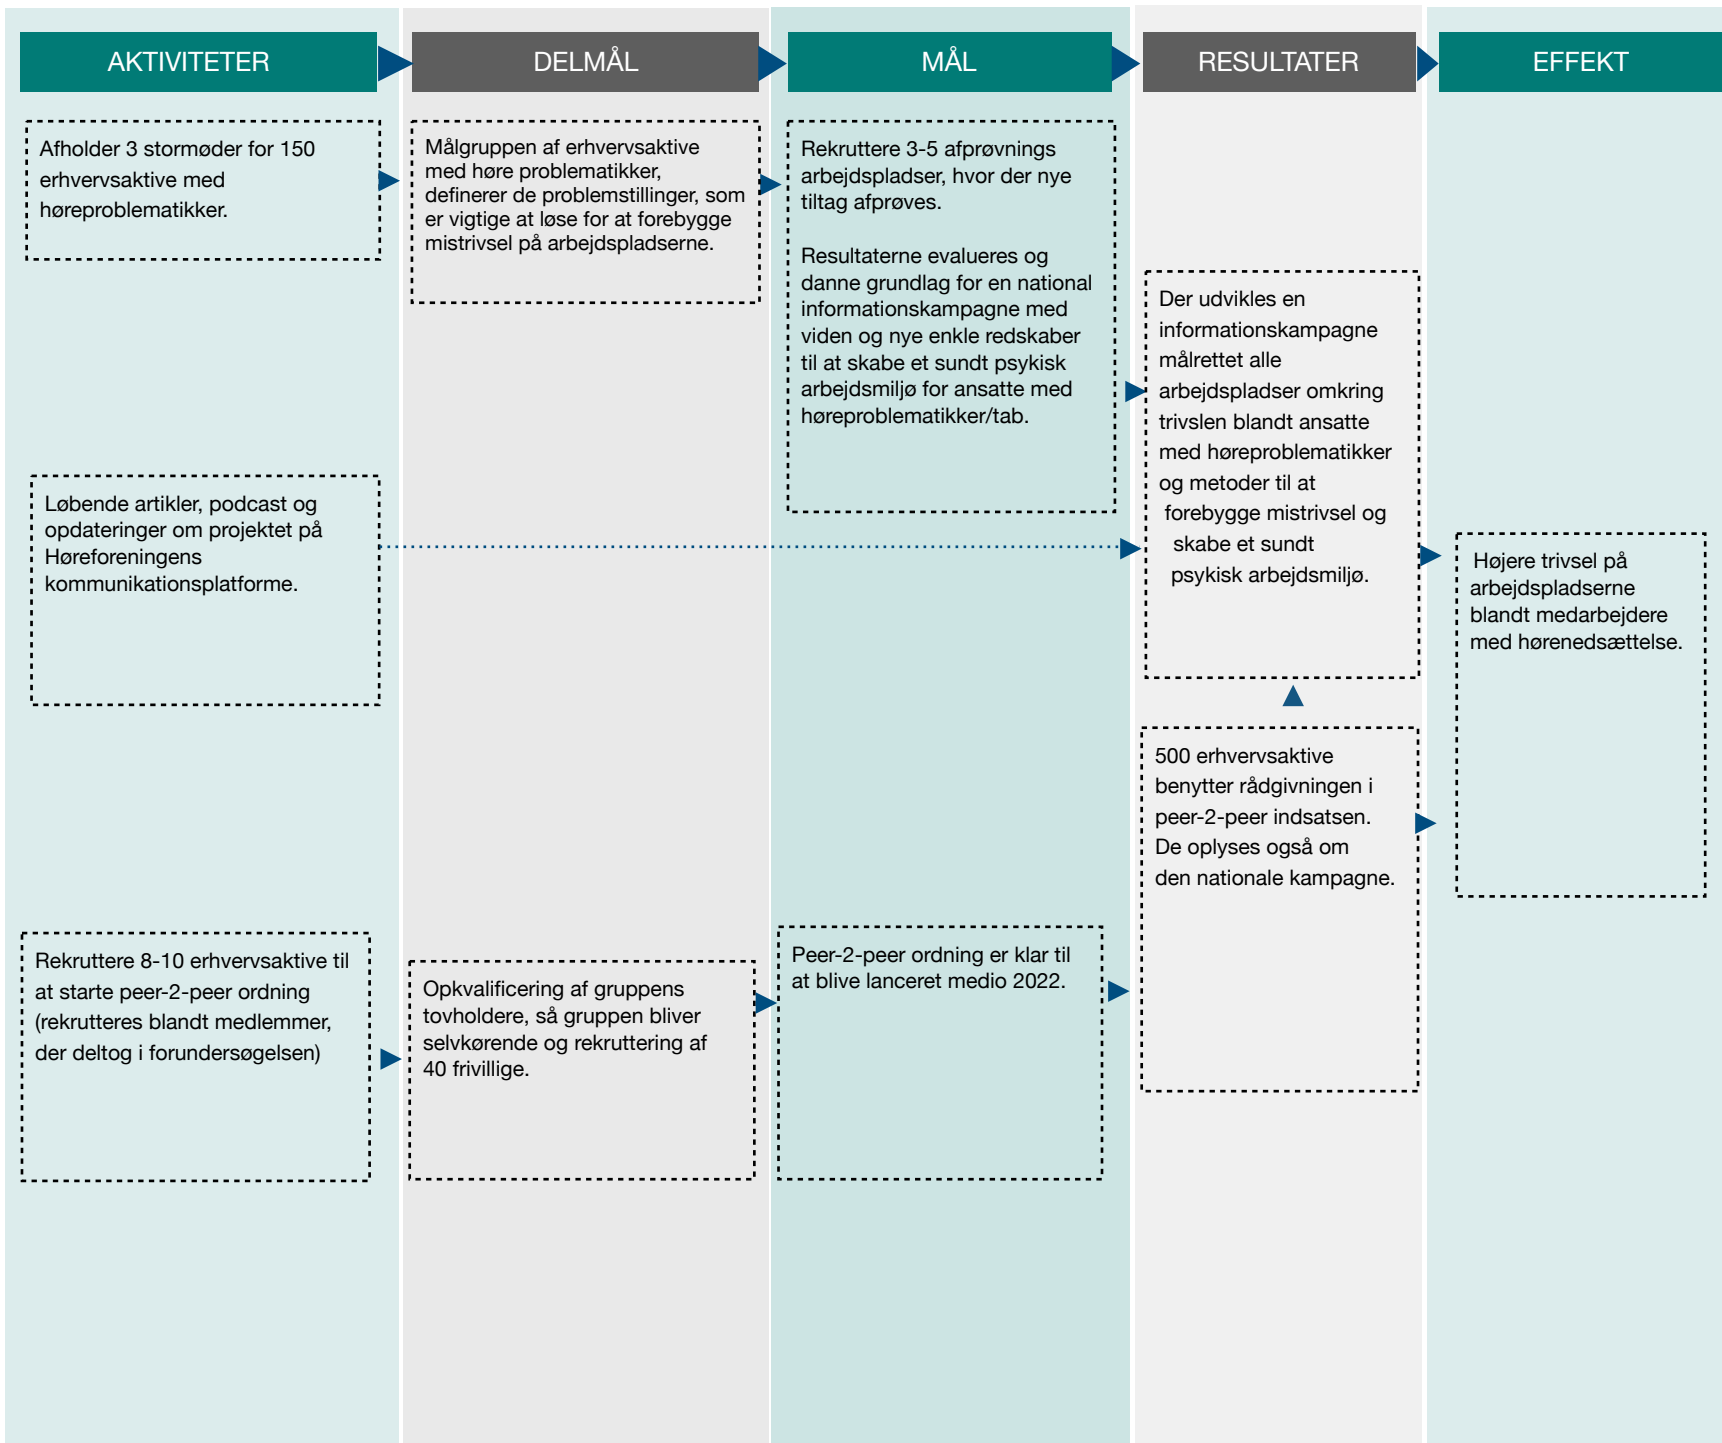 AKTIVITETER
DELMÅL
MÅL
RESULTATER
EFFEKT
Afholder 3 stormøder for 150
erhvervsaktive med
høreproblematikker.
Løbende artikler, podcast og
opdateringer om projektet på
Høreforeningens
kommunikationsplatforme.
Rekruttere 8-10 erhvervsaktive til
at starte peer-2-peer ordning
(rekrutteres blandt medlemmer,
der deltog i forundersøgelsen)
Målgruppen af erhvervsaktive
med høre problematikker,
definerer de problemstillinger, som
er vigtige at løse for at forebygge
mistrivsel på arbejdspladserne.
Opkvalificering af gruppens
tovholdere, så gruppen bliver
selvkørende og rekruttering af
40 frivillige.
Rekruttere 3-5 afprøvnings
arbejdspladser, hvor der nye
tiltag afprøves.
Resultaterne evalueres og
danne grundlag for en national
informationskampagne med
viden og nye enkle redskaber
til at skabe et sundt psykisk
arbejdsmiljø for ansatte med
høreproblematikker/tab.
Peer-2-peer ordning er klar til
at blive lanceret medio 2022.
Der udvikles en
informationskampagne
målrettet alle
arbejdspladser omkring
trivslen blandt ansatte
med høreproblematikker
og metoder til at
forebygge mistrivsel og
skabe et sundt
psykisk arbejdsmiljø.
500 erhvervsaktive
benytter rådgivningen i
peer-2-peer indsatsen.
De oplyses også om
den nationale kampagne.
Højere trivsel på
arbejdspladserne
blandt medarbejdere
med hørenedsættelse.